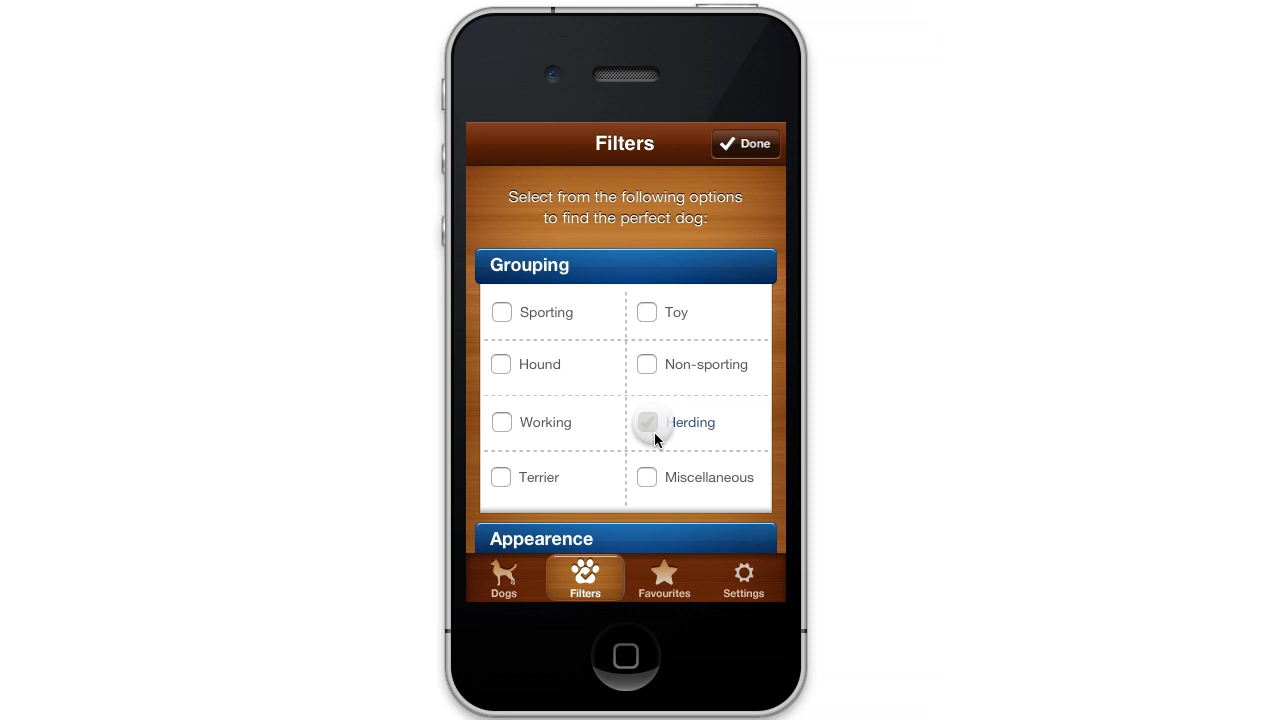 Filters
Done
Select from the following options
to find the perfect dog:
Grouping
Sporting
Toy
Hound
Non-sporting
Working
Herding
Terrier
Miscellaneous
Appearence
Dogs
Filters
Favourites
Settings